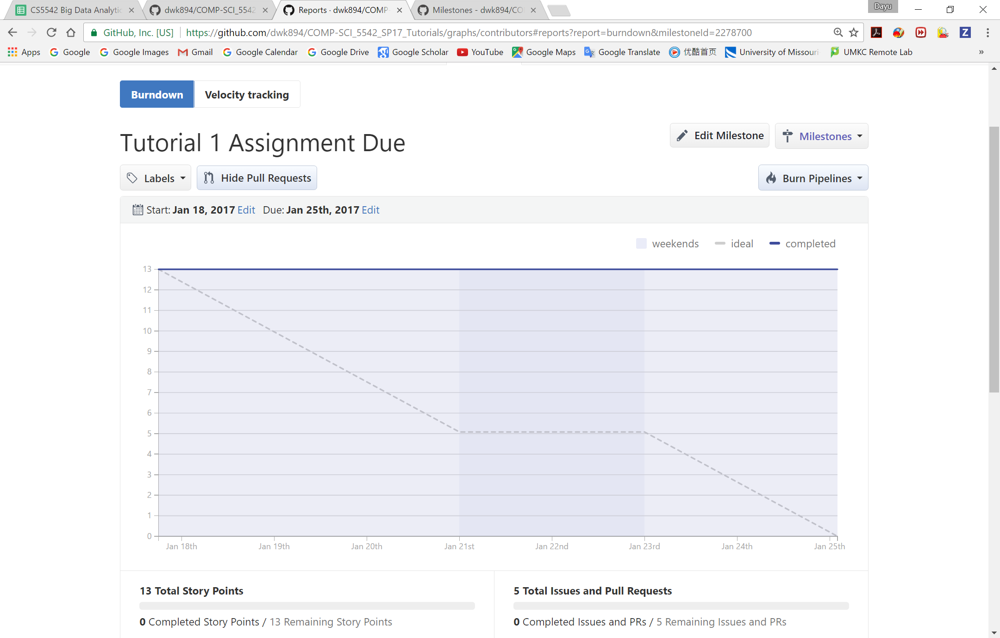 CS5542 Big Data Analytic
dwk894/COMP-SCI_5542
Reports · dwk894/COMP-
Milestones - dwk894/CO
Dayu
GitHub, Inc. [US] https://github.com/dwk894/COMP-SCI_5542_SP17_Tutorials/graphs/contributors#reports?report=burndown&milestoneId=2278700
Apps Google Google Images Gmail Google Calendar Google Drive Google Scholar YouTube Google Maps Google Translate 优酷首页 University of Missouri UMKC Remote Lab »
Burndown Velocity tracking
Tutorial 1 Assignment Due
Edit Milestone Milestones
Labels Hide Pull Requests Burn Pipelines
Start: Jan 18, 2017 Edit Due: Jan 25th, 2017 Edit
weekends ideal completed
13
12
11
10
9
8
7
6
5
4
3
2
1
0
Jan 18th Jan 19th Jan 20th Jan 21st Jan 22nd Jan 23rd Jan 24th Jan 25th
13 Total Story Points
0 Completed Story Points / 13 Remaining Story Points
5 Total Issues and Pull Requests
0 Completed Issues and PRs / 5 Remaining Issues and PRs